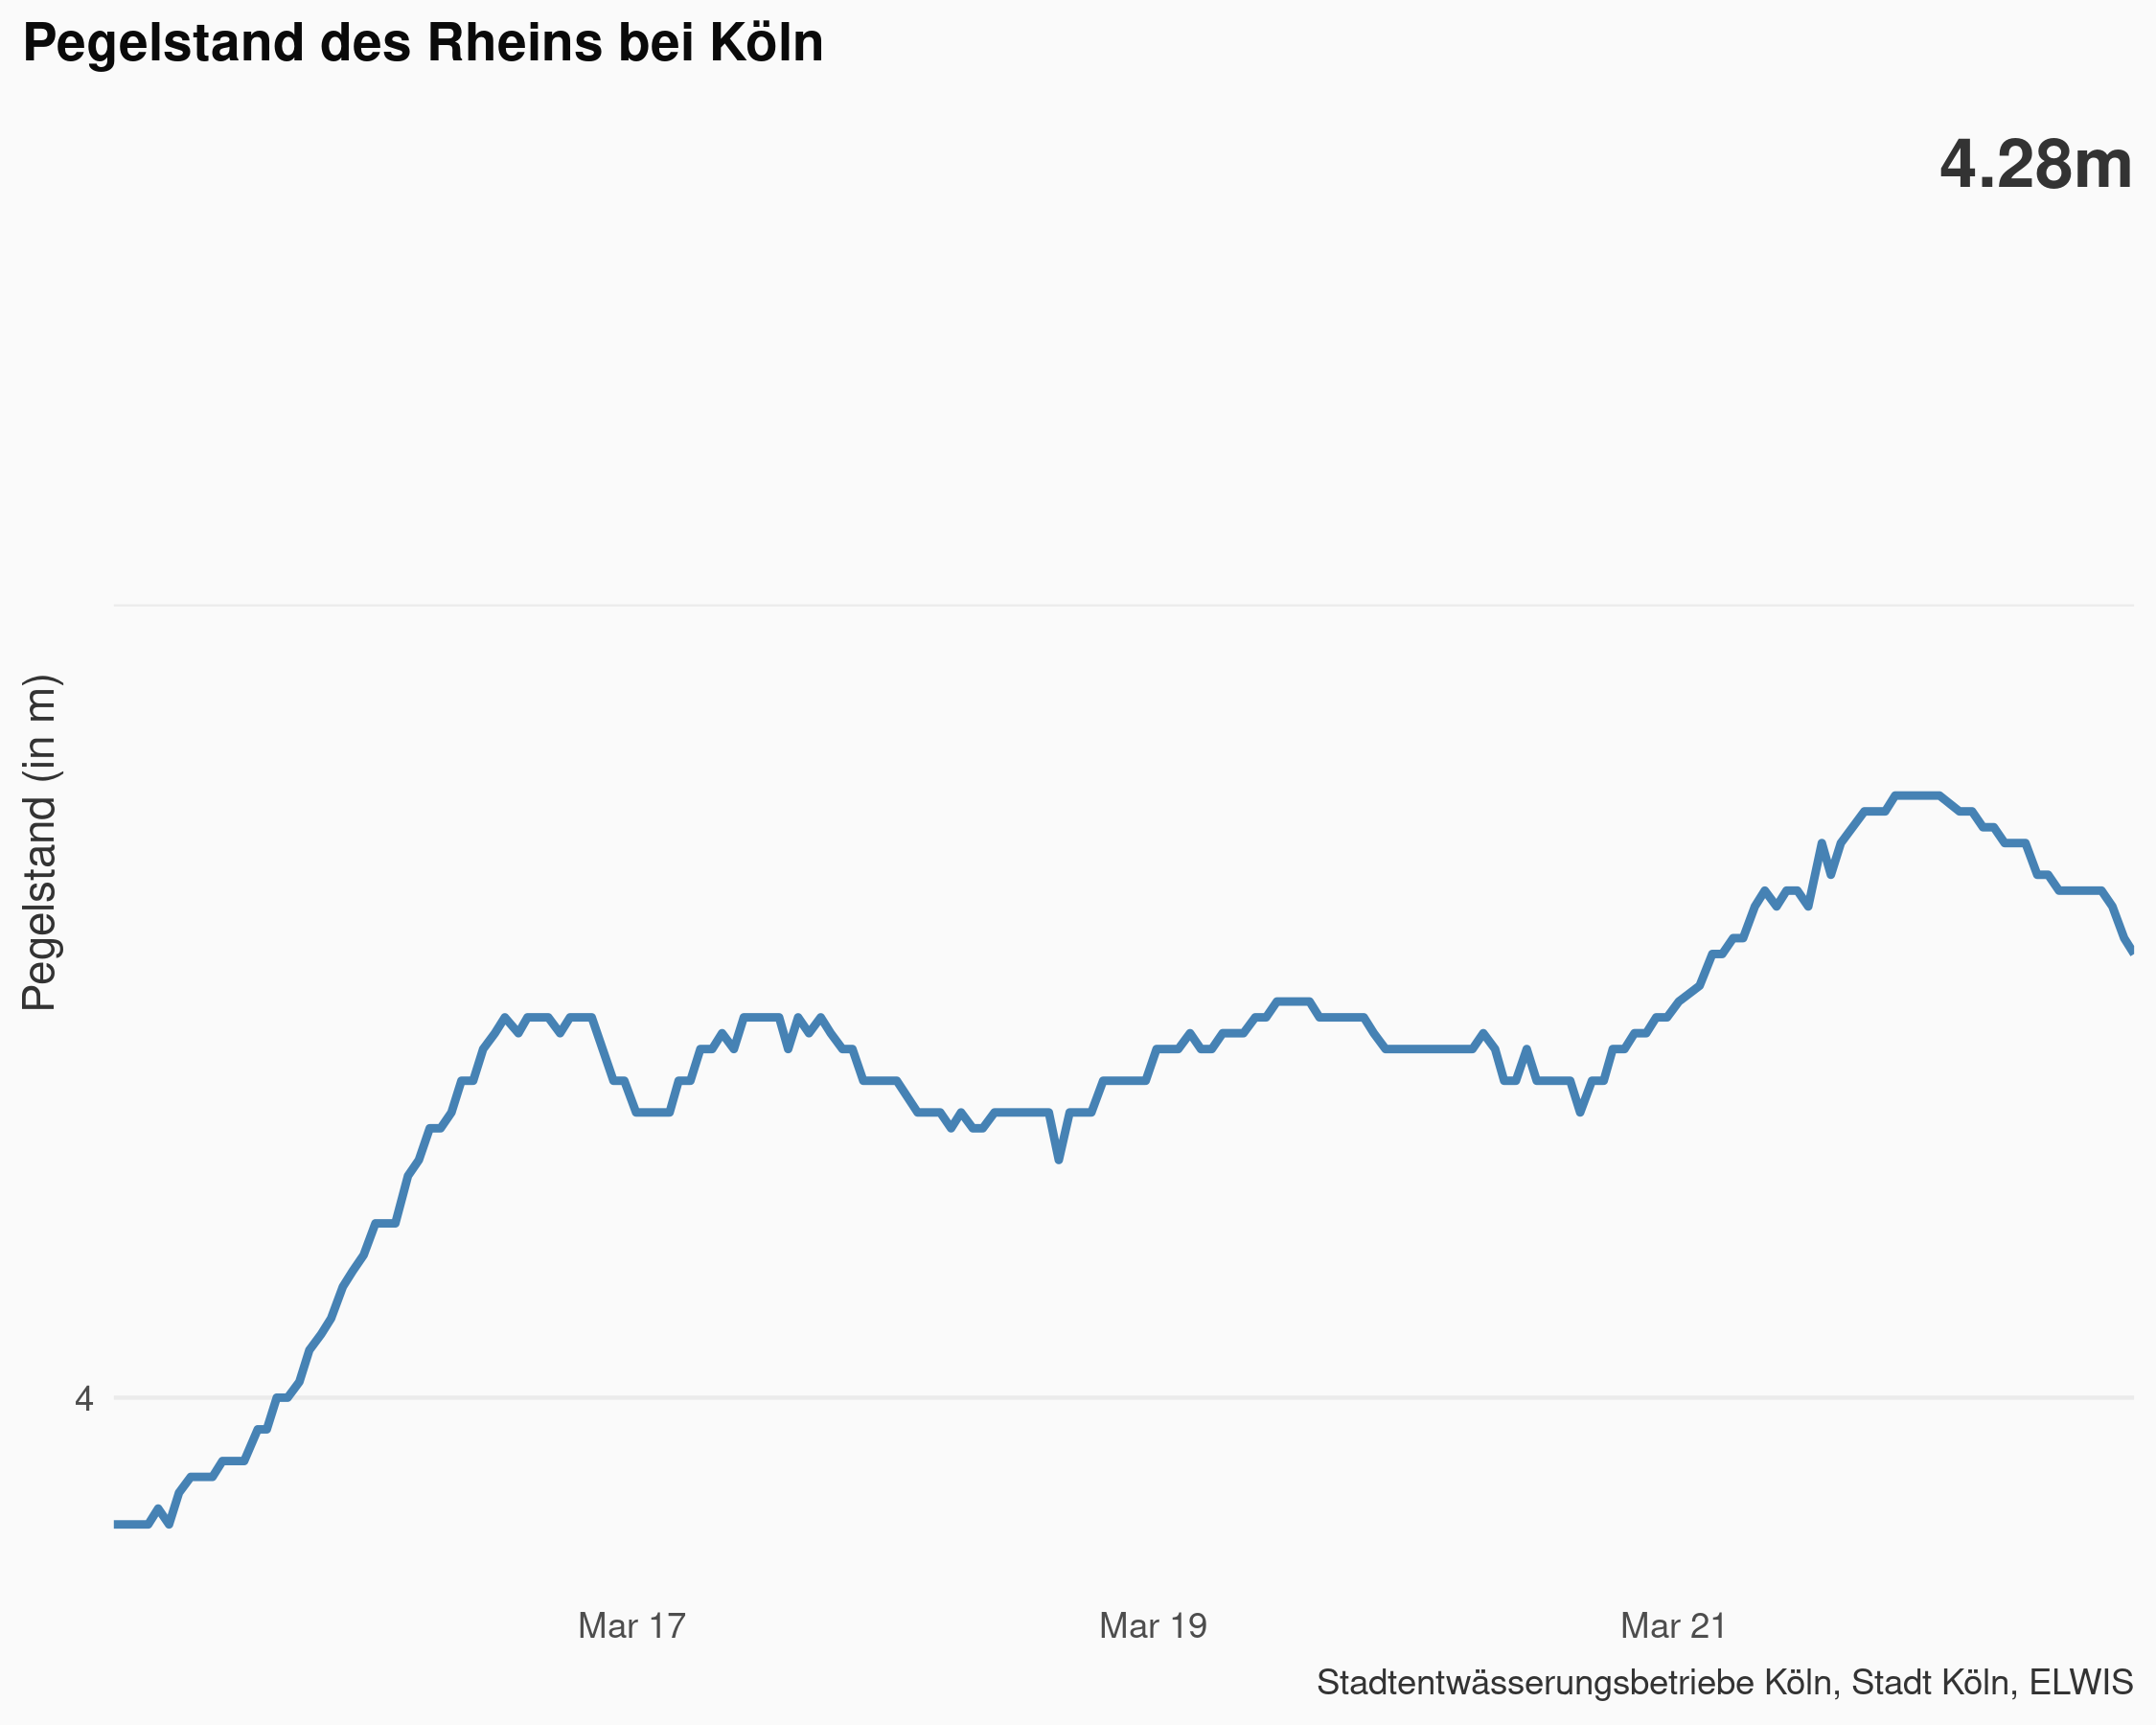 Pegelstand des Rheins bei Köln
4.28m
Pegelstand (in m)
4
Mar 17
Mar 19
Mar 21
Stadtentwässerungsbetriebe Köln, Stadt Köln, ELWIS